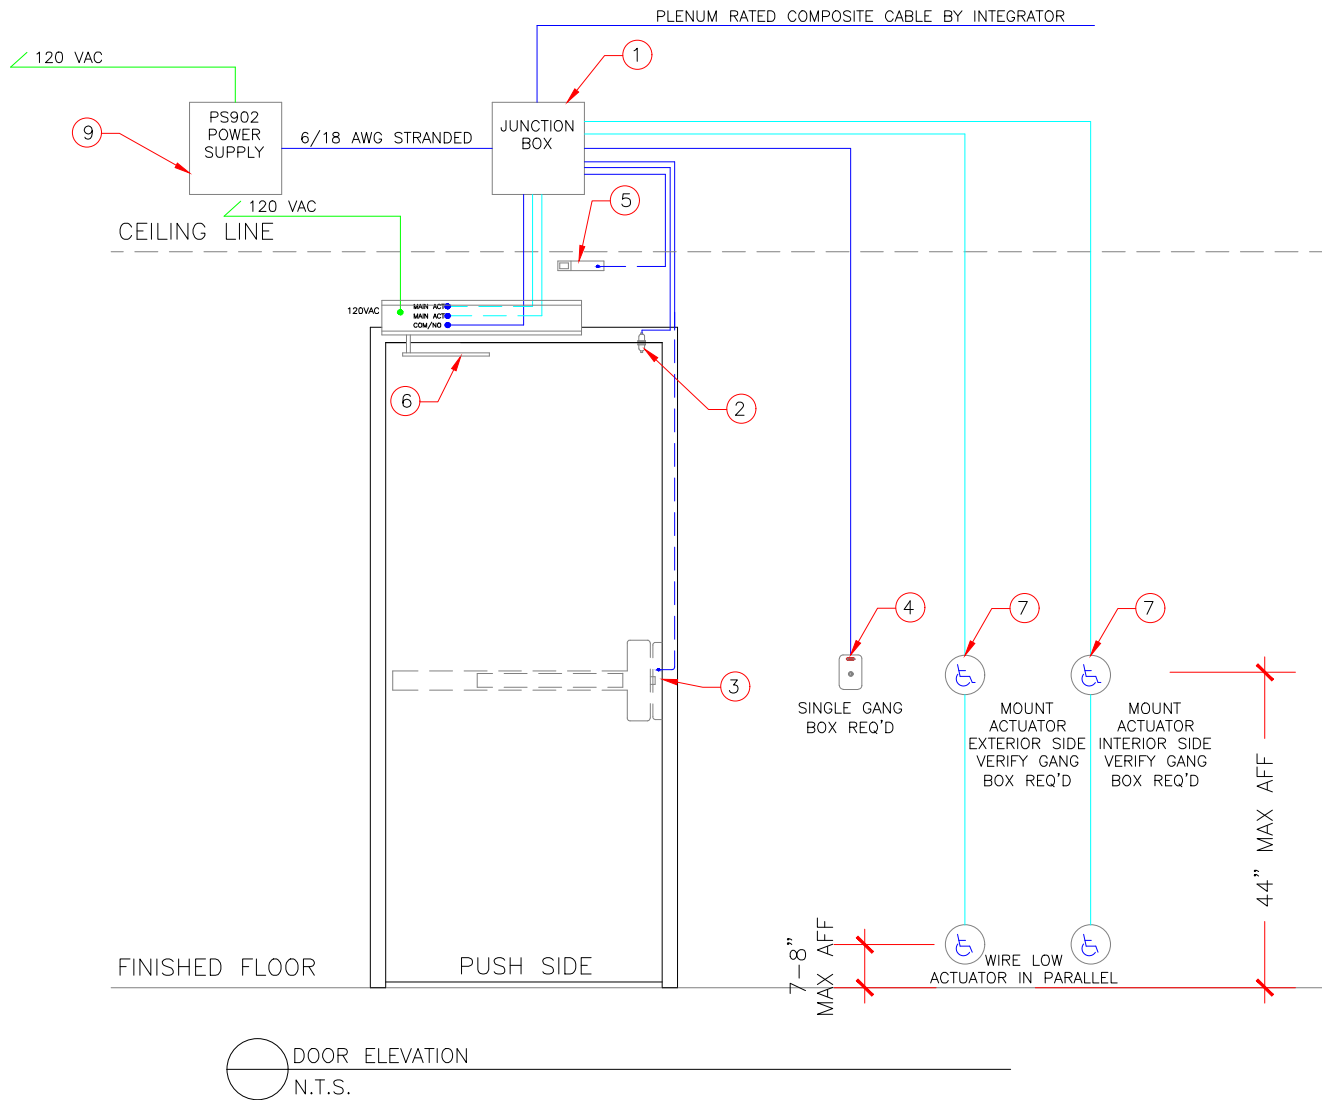 PLENUM RATED COMPOSITE CABLE BY INTEGRATOR
120 VAC
1
PS902
POWER
SUPPLY
9
6/18 AWG STRANDED
JUNCTION
BOX
120 VAC
5
CEILING LINE
120VAC
MAIN ACT
MAIN ACT
COM/NO
6
2
4
7
7
3
SINGLE GANG
BOX REQ'D
MOUNT
ACTUATOR
EXTERIOR SIDE
VERIFY GANG
BOX REQ'D
MOUNT
ACTUATOR
INTERIOR SIDE
VERIFY GANG
BOX REQ'D
44" MAX AFF
7-8"
MAX AFF
WIRE LOW
ACTUATOR IN PARALLEL
FINISHED FLOOR
PUSH SIDE
DOOR ELEVATION
N.T.S.